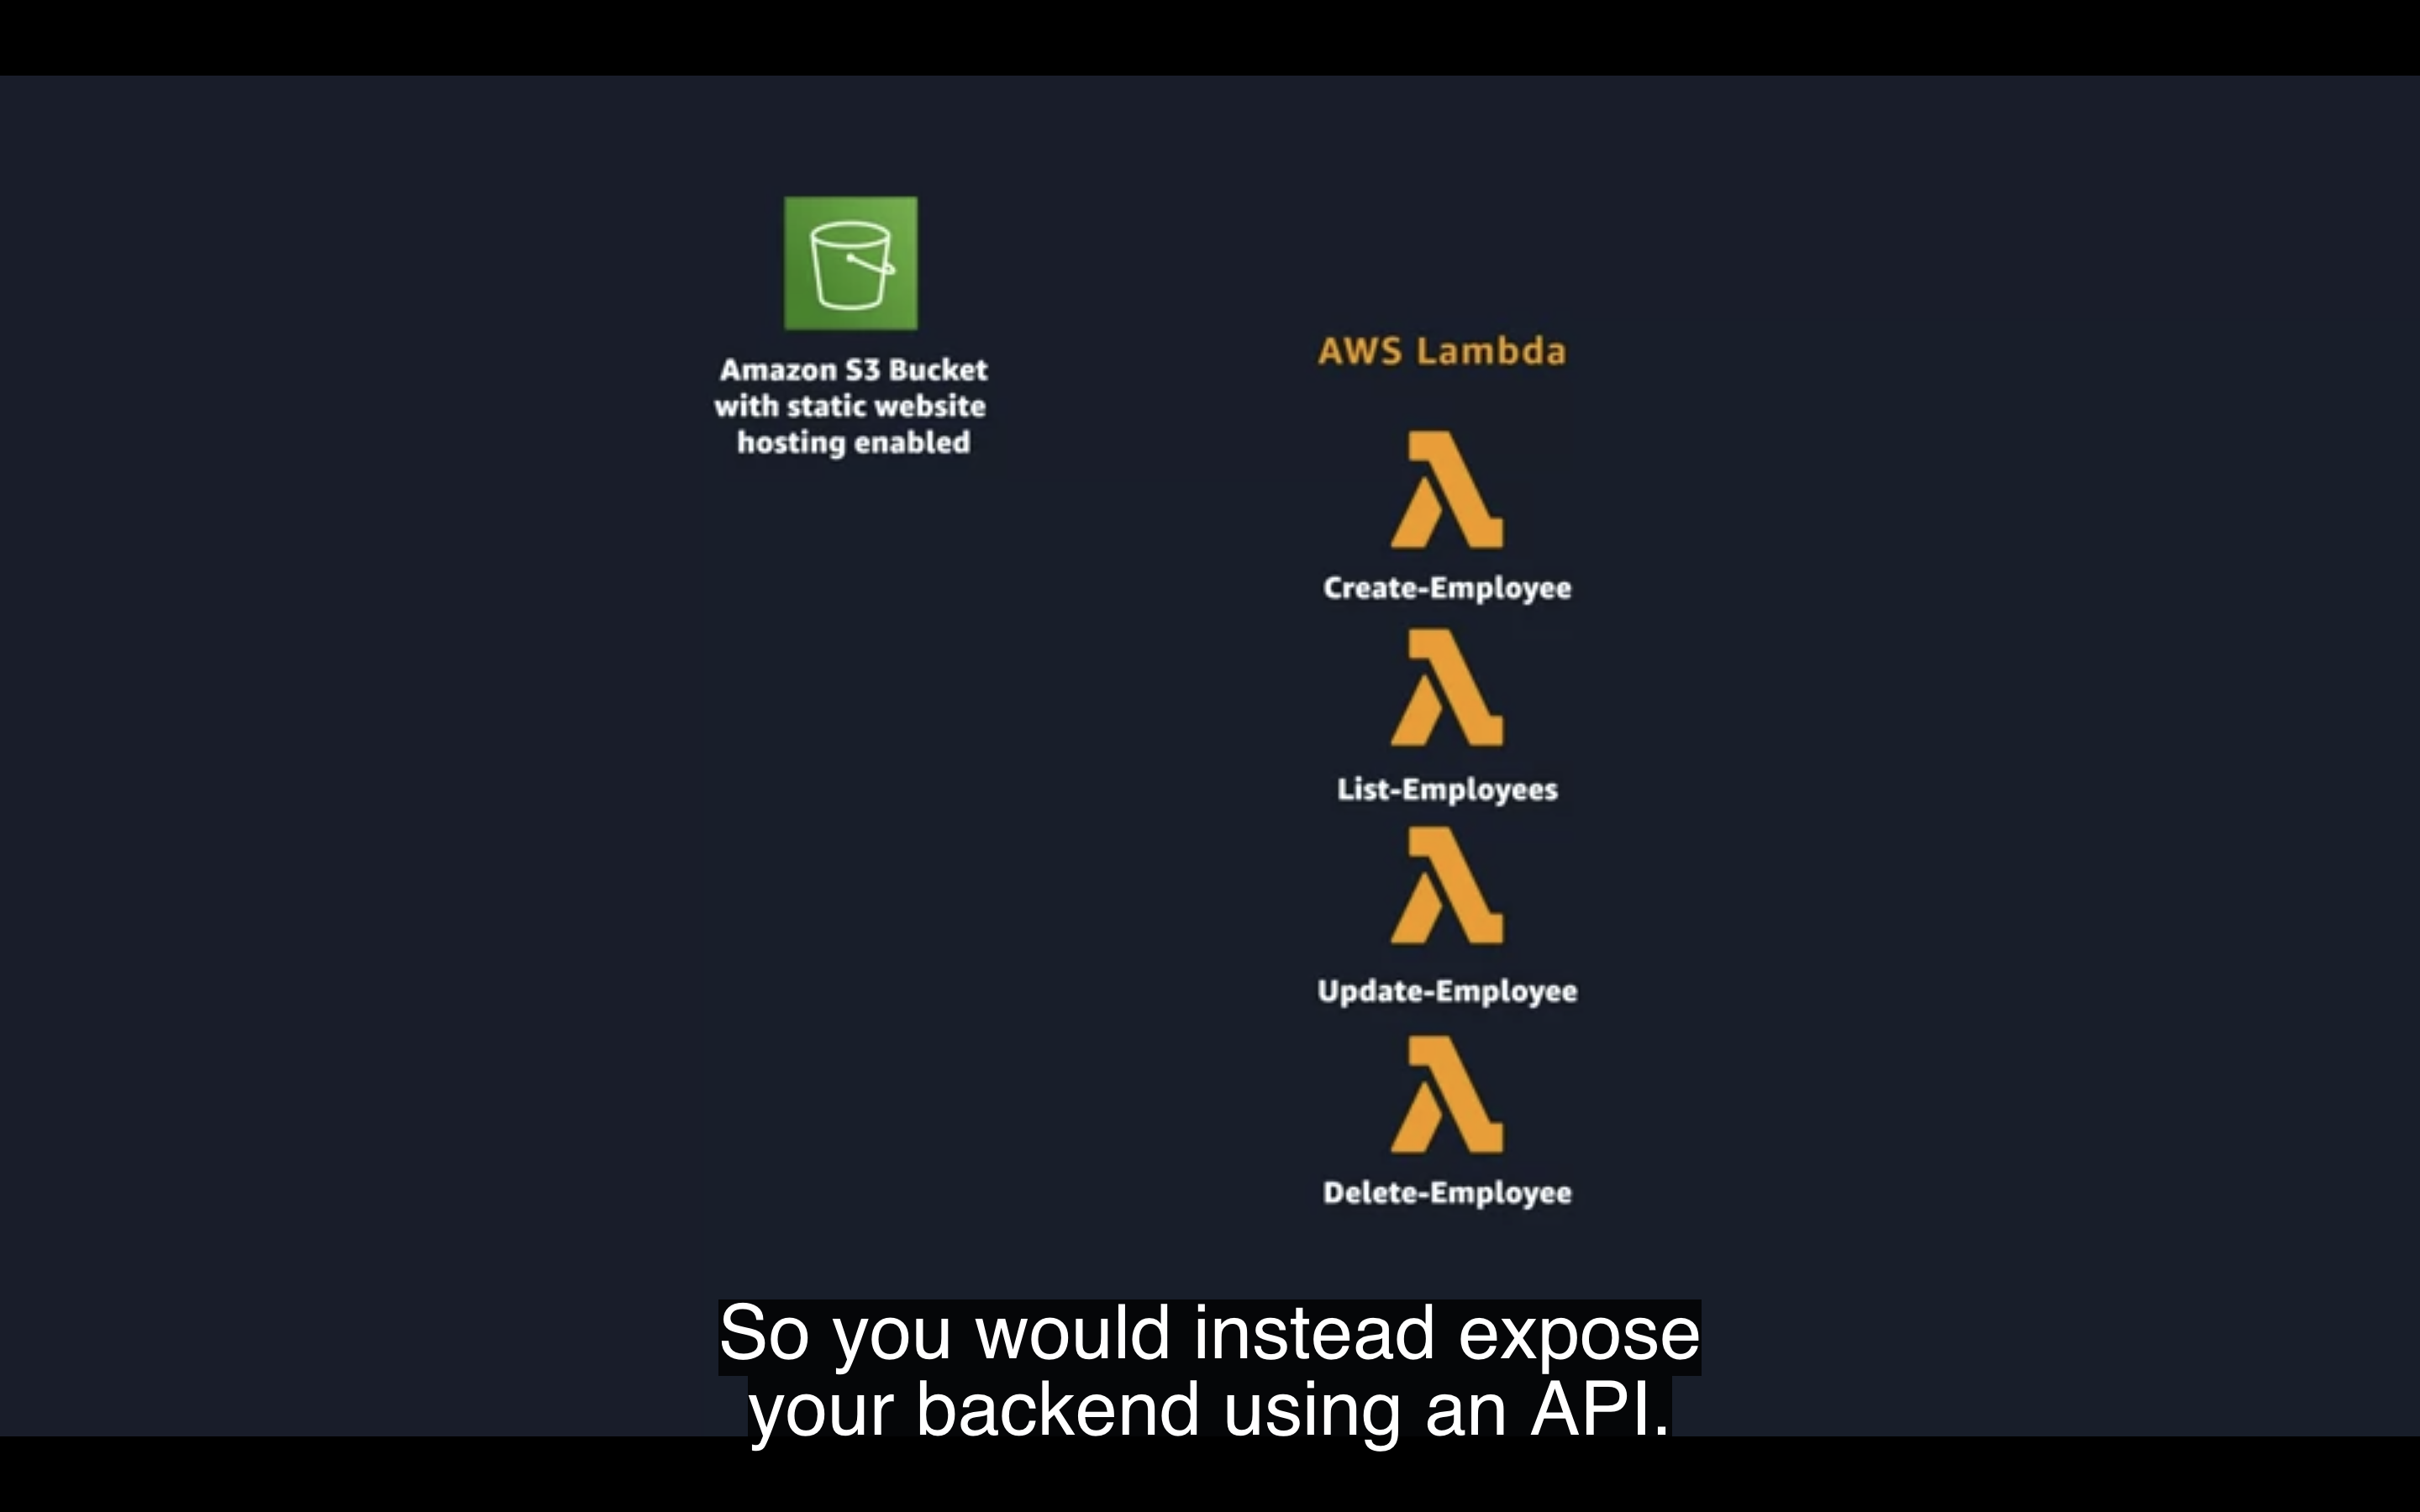 Amazon S3 Bucket
with static website
hosting enabled
AWS Lambda
Create-Employee
List-Employees
Update-Employee
Delete-Employee
So you would instead expose
your backend using an API.